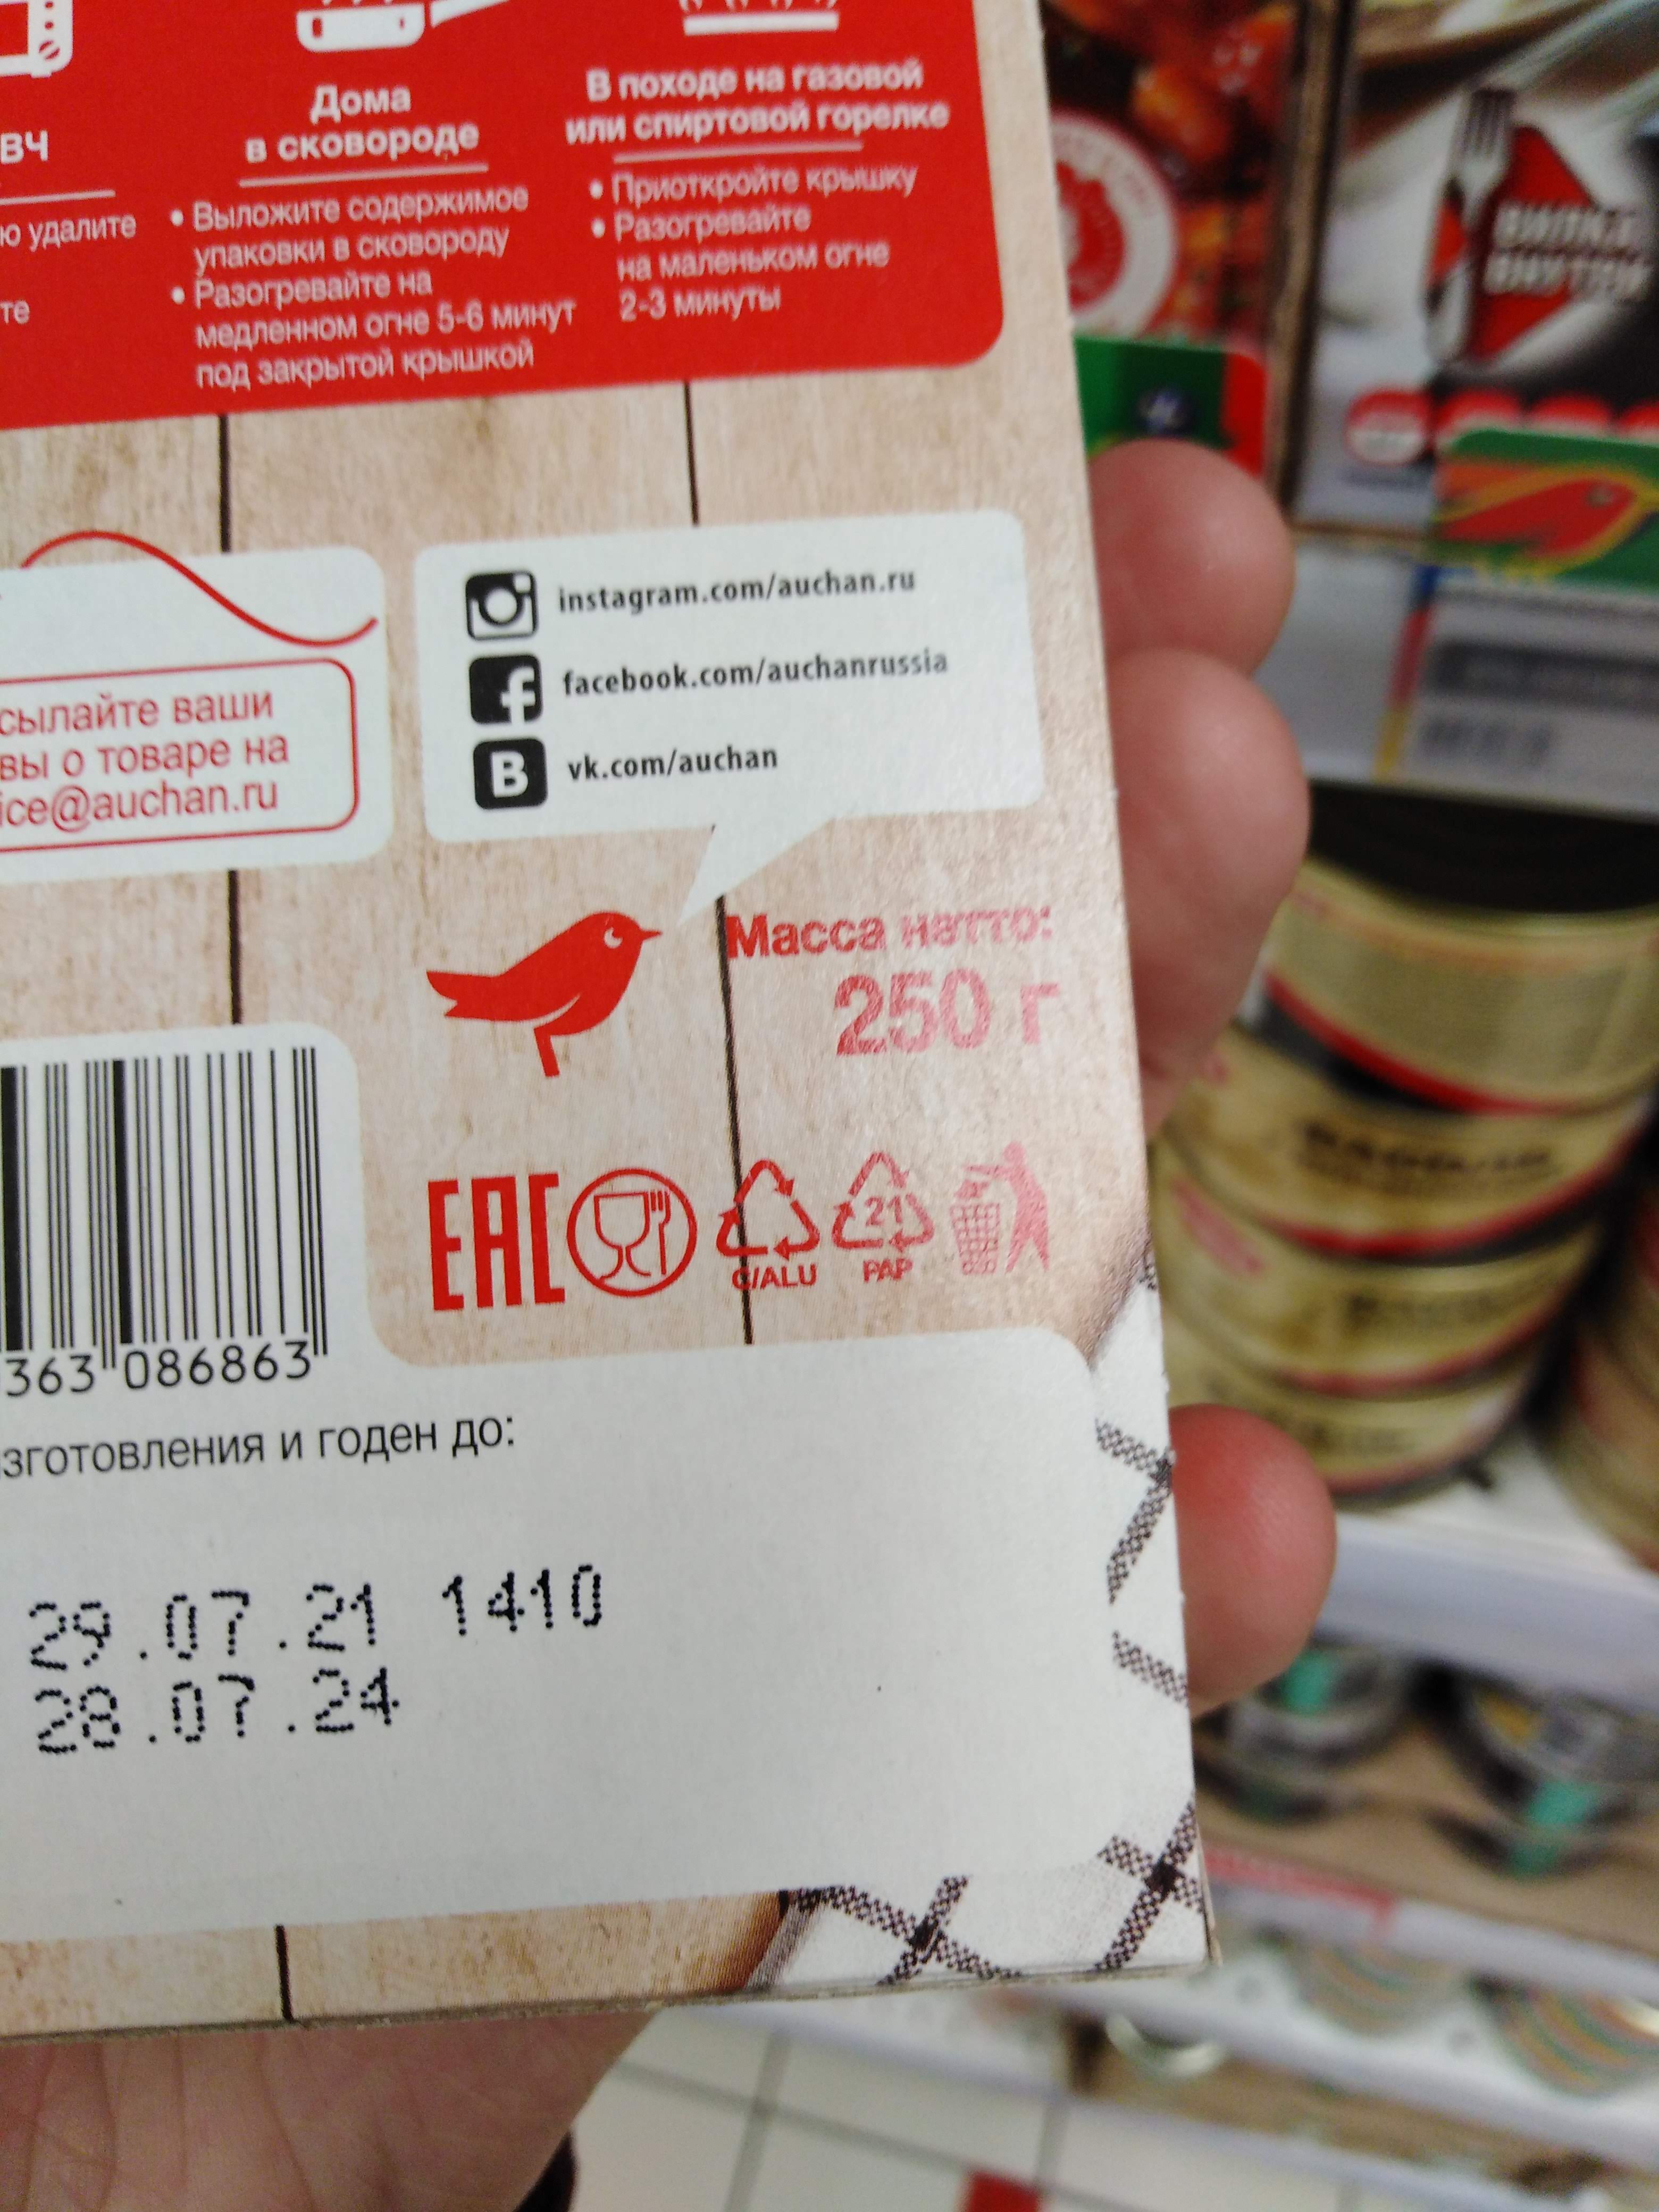 ВЧ
ю удалите
те
Дома
в сковороде
• Выложите содержимое
упаковки в сковороду
• Разогревайте на
медленном огне 5-6 минут
под закрытой крышкой
В походе на газовой
или спиртовой горелке
• Приоткройте крышку
• Разогревайте
на маленьком огне
2-3 минуты
ВИЛКА
ВНУТРИ
instagram.com/auchan.ru
facebook.com/auchanrussia
vk.com/auchan
сылайте ваши
вы о товаре на
ice@auchan.ru
Масса нетто:
250 г
EAC
C/ALU
21
PAP
363 086863
зготовления и годен до:
29.07.21 1410
28.07.24